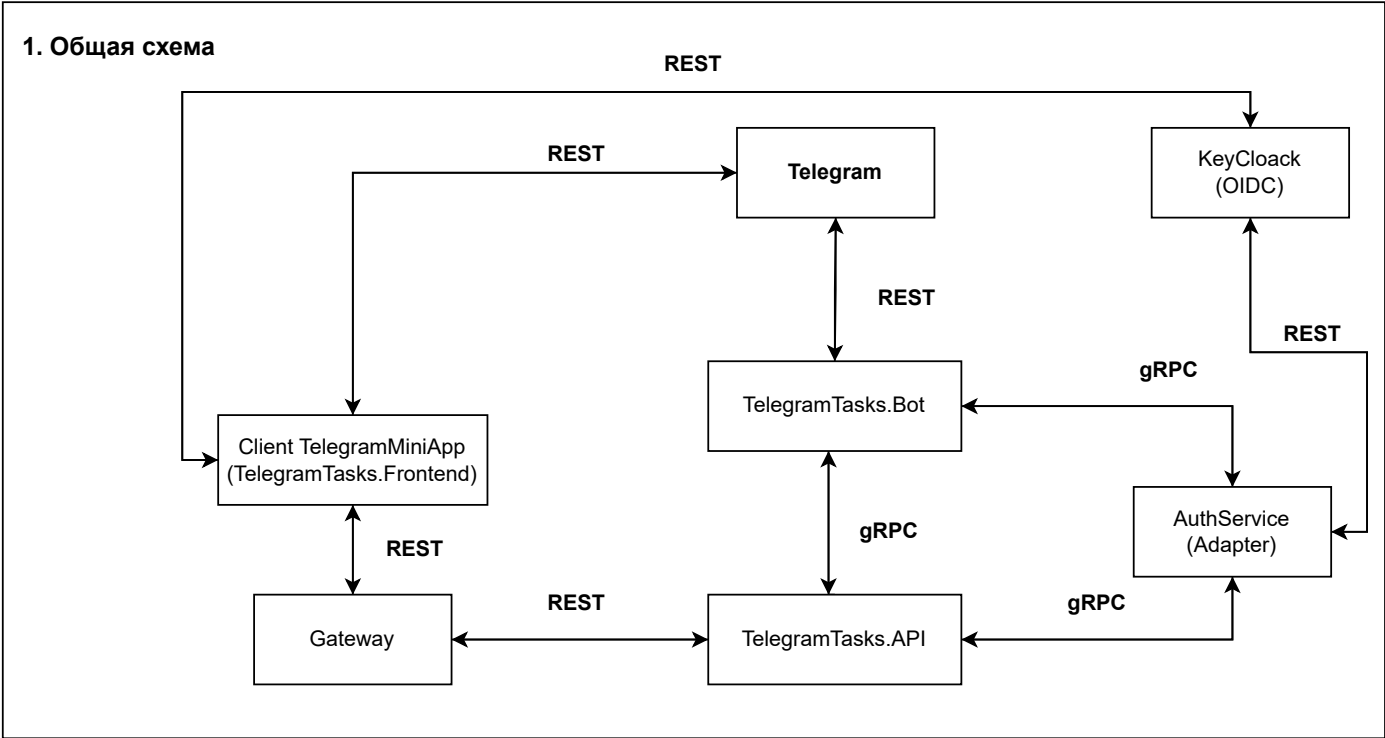 1. Общая схема
REST
REST
Telegram
KeyCloack
(OIDC)
REST
REST
gRPC
TelegramTasks.Bot
Client TelegramMiniApp
(TelegramTasks.Frontend)
AuthService
(Adapter)
REST
gRPC
REST
gRPC
Gateway
TelegramTasks.API